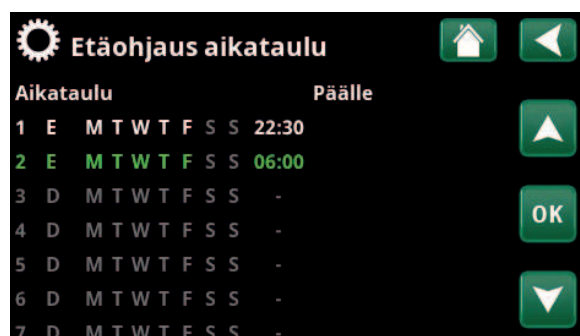 Etäohjaus aikataulu
Aikataulu Päälle
1 E M T W T F S S 22:30
2 E M T W T F S S 06:00
3 D M T W T F S S -
4 D M T W T F S S -
OK
5 D M T W T F S S -
6 D M T W T F S S -
7 D M T W T F S S -